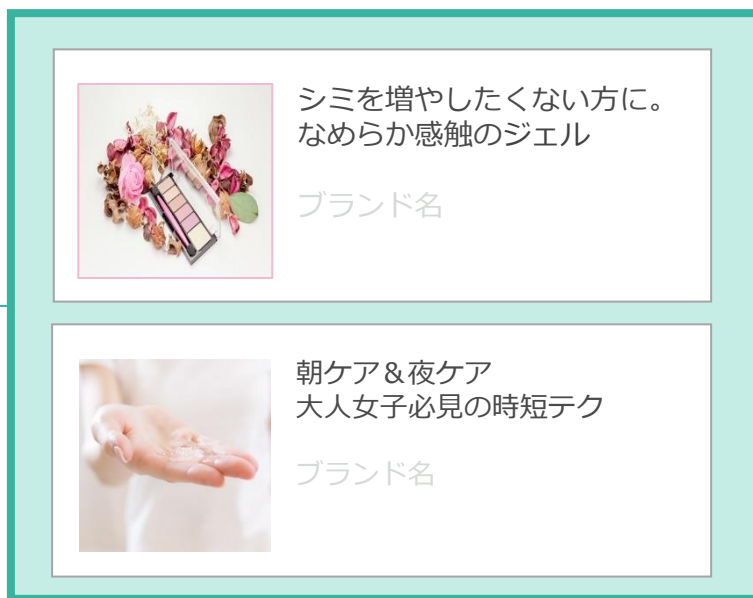 シミを増やしたくない方に。
なめらか感触のジェル
ブランド名
朝ケア＆夜ケア
大人女子必見の時短テク
ブランド名